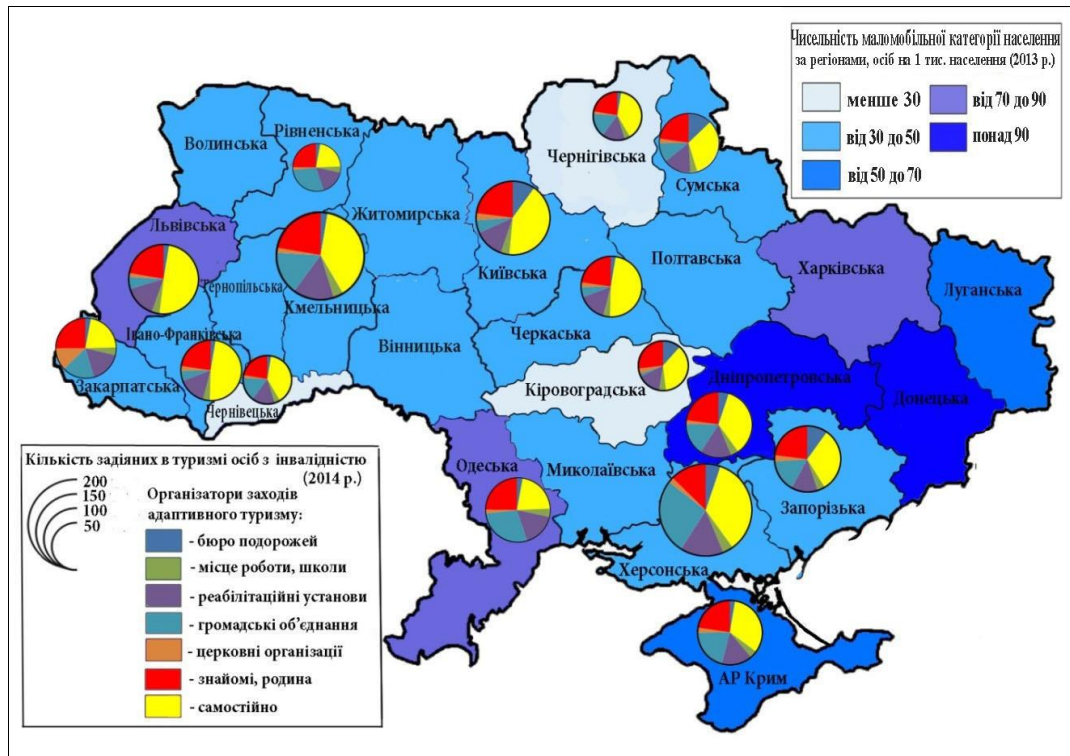 Чисельність маломобільної категорії населення
за регіонами, осіб на 1 тис. населення (2013 р.)
менше 30
від 70 до 90
від 30 до 50
понад 90
від 50 до 70
Волинська
Рівненська
Чернігівська
Сумська
Житомирська
Львівська
Київська
Полтавська
Харківська
Луганська
Тернопільська
Хмельницька
Черкаська
Івано-Франківська
Вінницька
Закарпатська
Чернівецька
Кіровоградська
Дніпропетровська
Донецька
Одеська
Миколаївська
Запорізька
Херсонська
АР Крим
Кількість задіяних в туризмі осіб з інвалідністю
(2014 р.)
200
150
100
50
Організатори заходів
адаптивного туризму:
- бюро подорожей
- місце роботи, школи
- реабілітаційні установи
- громадські об'єднання
- церковні організації
- знайомі, родина
- самостійно